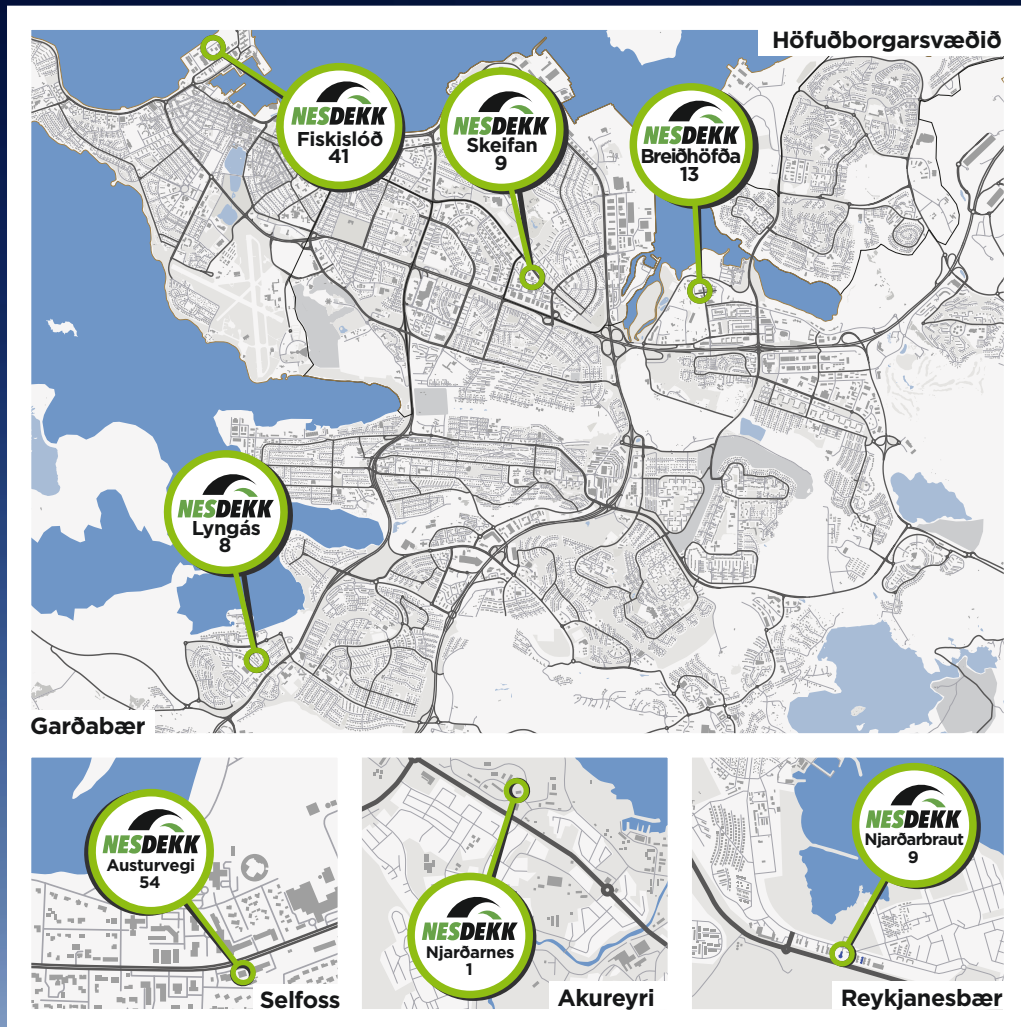 Höfuðborgarsvæðið
NESDEKK
Fiskislóð
41
NESDEKK
Skeifan
9
NESDEKK
Breiðhöfða
13
NESDEKK
Lyngás
8
Garðabær
NESDEKK
Austurvegi
54
Selfoss
NESDEKK
Njarðarnes
1
Akureyri
NESDEKK
Njarðarbraut
9
Reykjanesbær